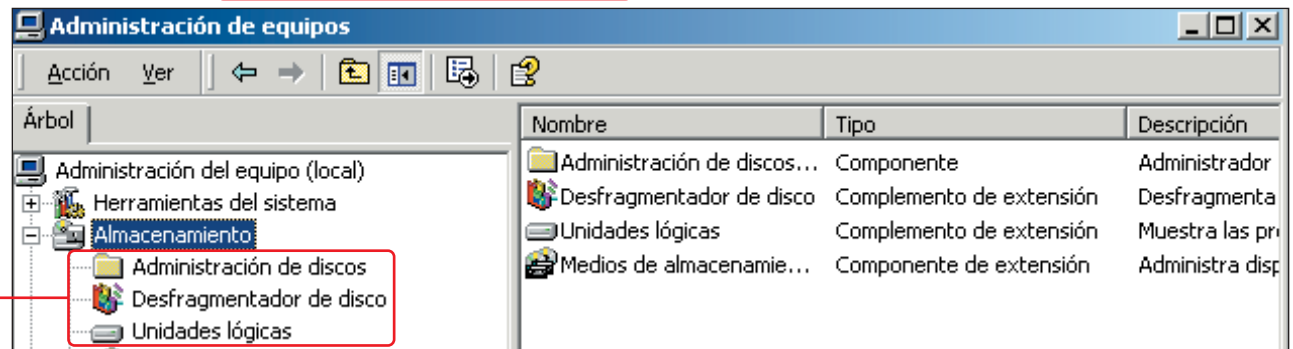 Administración de equipos
Acción Ver
Árbol
Administración del equipo (local)
Herramientas del sistema
Almacenamiento
Administración de discos
Desfragmentador de disco
Unidades lógicas
Nombre Tipo Descripción
Administración de discos... Componente Administrador
Desfragmentador de disco Complemento de extensión Desfragmenta
Unidades lógicas Complemento de extensión Muestra las pr
Medios de almacenamie... Componente de extensión Administra disp